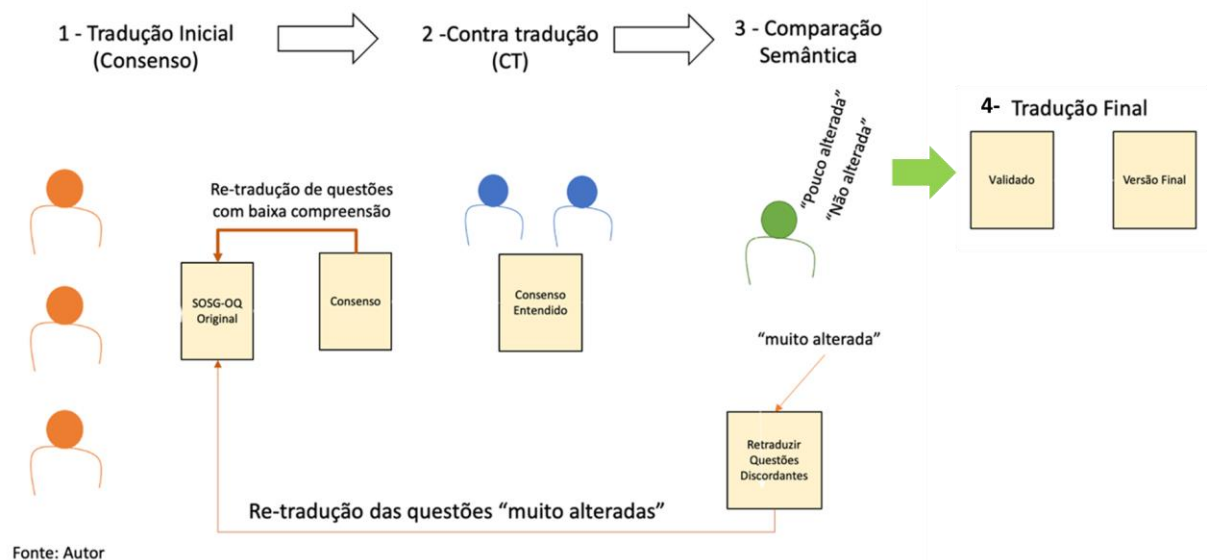 1 - Tradução Inicial
(Consenso)
2 -Contra tradução
(CT)
3 - Comparação
Semântica
4- Tradução Final
"Pouco alterada"
"Não alterada"
Validado
Versão Final
Re-tradução de questões
com baixa compreensão
SOSG-OQ
Original
Consenso
Consenso
Entendido
"muito alterada"
Retraduzir
Questões
Discordantes
Re-tradução das questões "muito alteradas"
Fonte: Autor